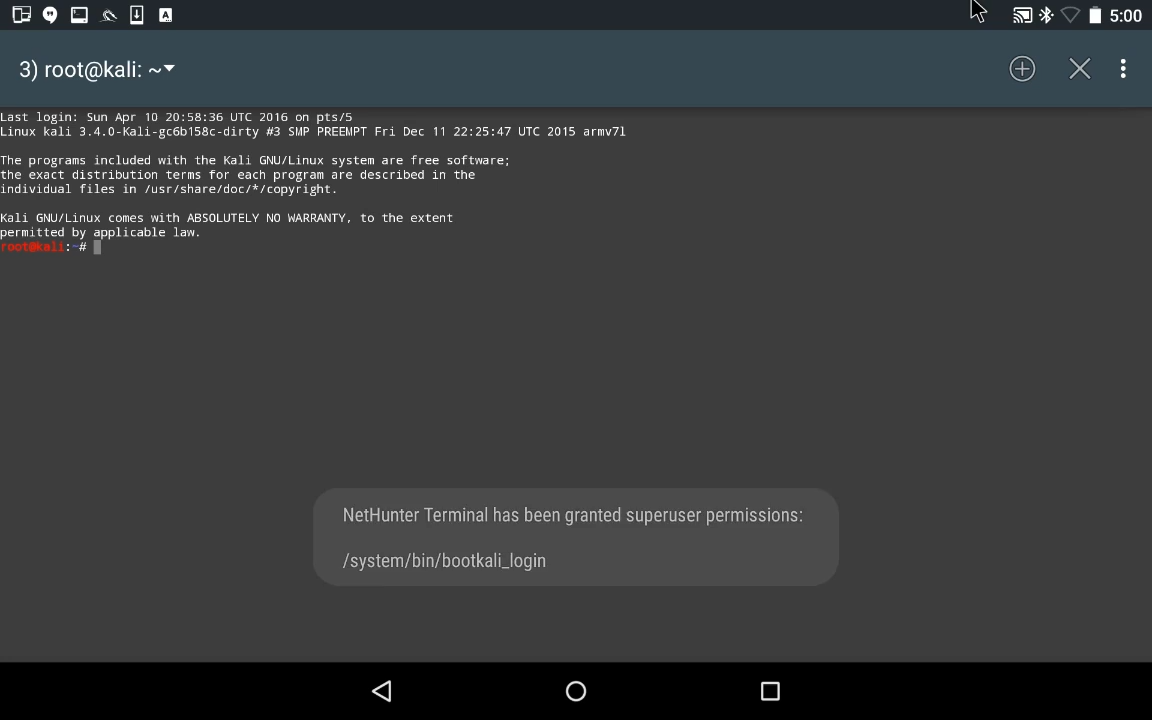 5:00
3) root@kali: ~
Last login: Sun Apr 10 20:58:36 UTC 2016 on pts/5
Linux kali 3.4.0-Kali-gc6b158c-dirty #3 SMP PREEMPT Fri Dec 11 22:25:47 UTC 2015 armv7l
The programs included with the Kali GNU/Linux system are free software;
the exact distribution terms for each program are described in the
individual files in /usr/share/doc/*/copyright.
Kali GNU/Linux comes with ABSOLUTELY NO WARRANTY, to the extent
permitted by applicable law.
root@kali:~#
NetHunter Terminal has been granted superuser permissions:
/system/bin/bootkali_login